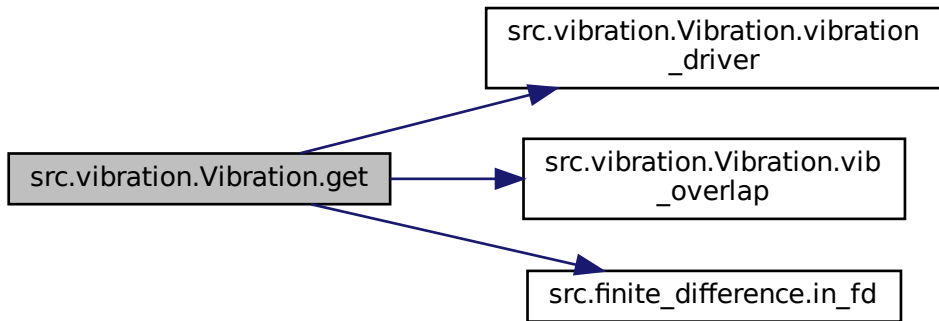 src.vibration.Vibration.get
src.vibration.Vibration.vibration
_driver
src.vibration.Vibration.vib
_overlap
src.finite_difference.in_fd